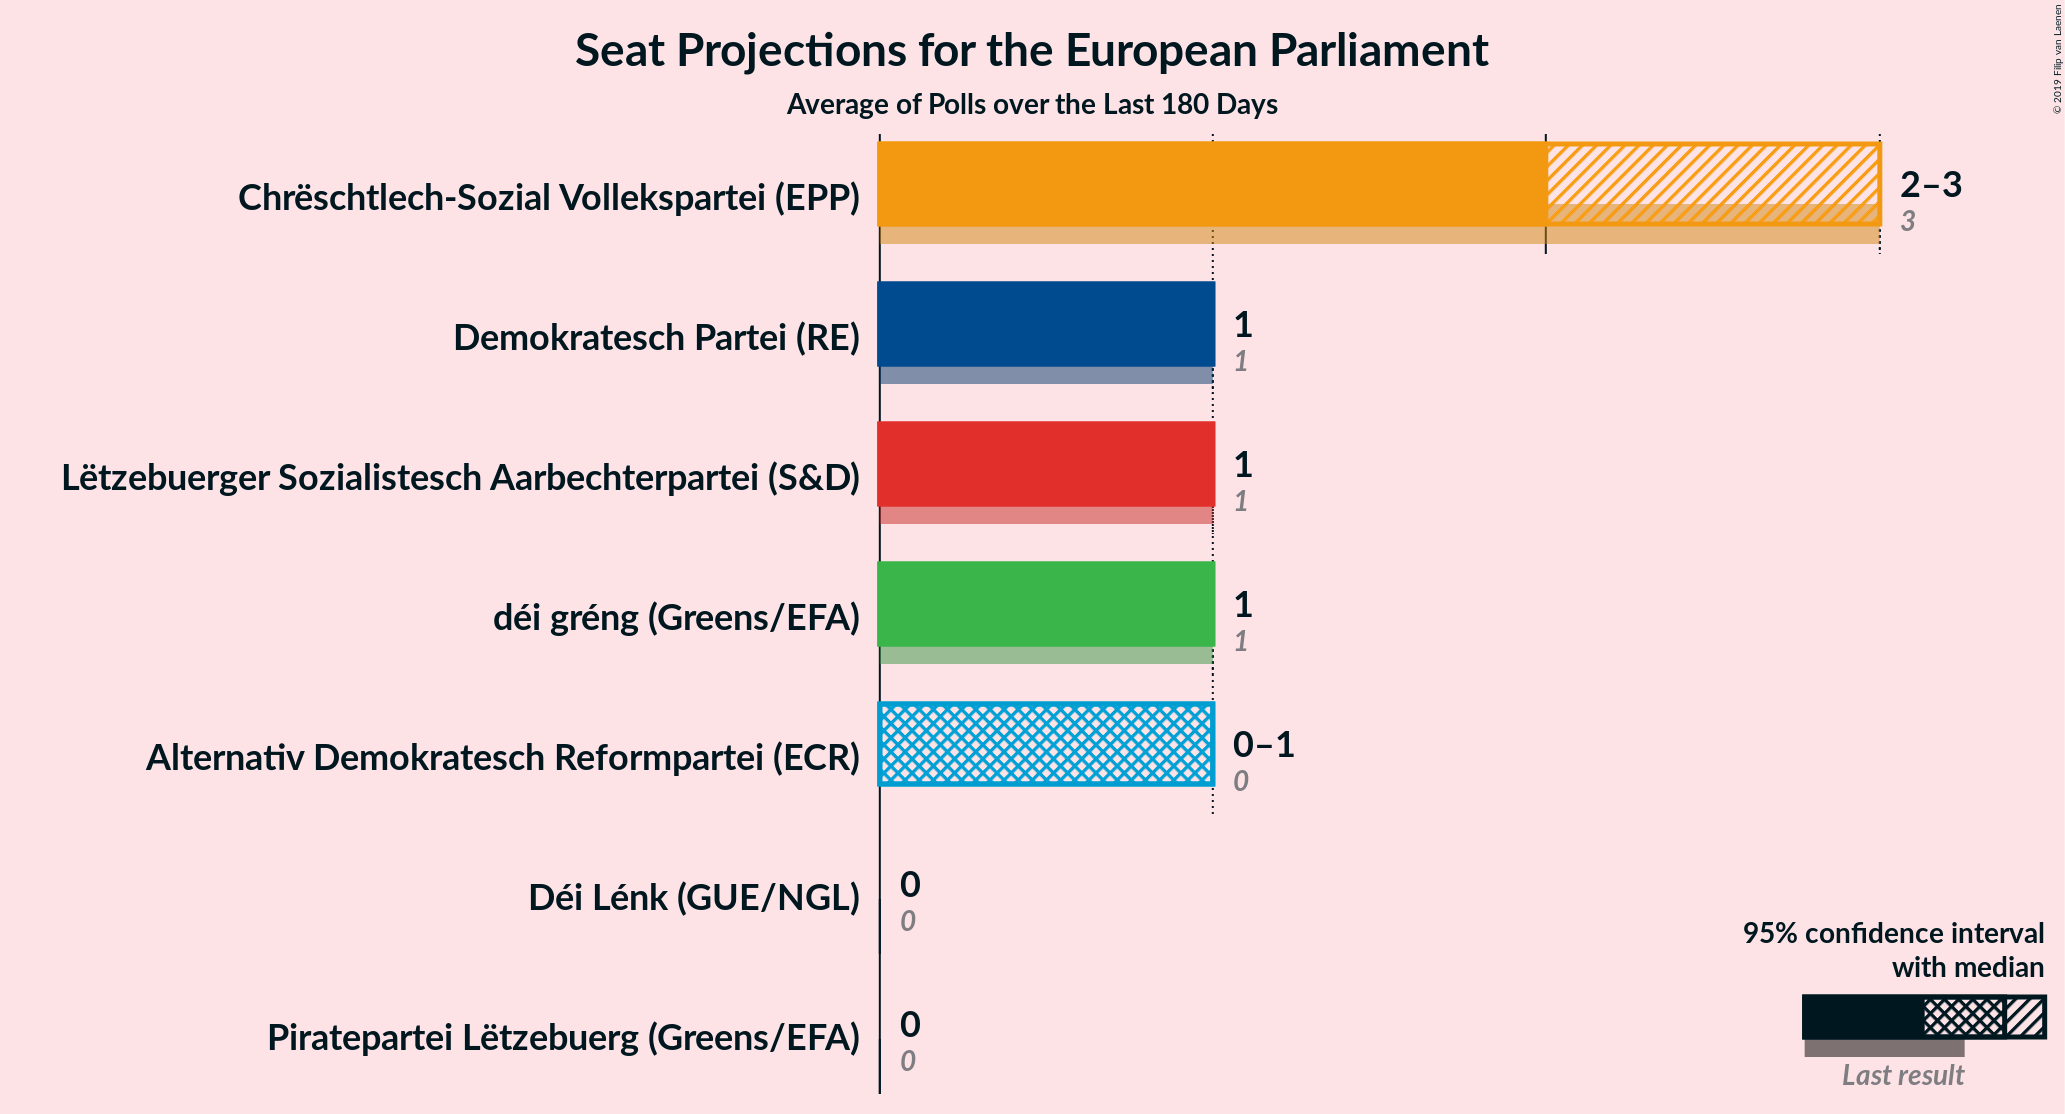 Seat Projections for the European Parliament
Average of Polls over the Last 180 Days
© 2019 Filip van Laenen
Chrëschtlech-Sozial Vollekspartei (EPP)
2–3
3
Demokratesch Partei (RE)
1
1
Lëtzebuerger Sozialistesch Aarbechterpartei (S&D)
1
1
déi gréng (Greens/EFA)
1
1
Alternativ Demokratesch Reformpartei (ECR)
0–1
0
Déi Lénk (GUE/NGL)
0
0
Piratepartei Lëtzebuerg (Greens/EFA)
0
0
95% confidence interval
with median
Last result